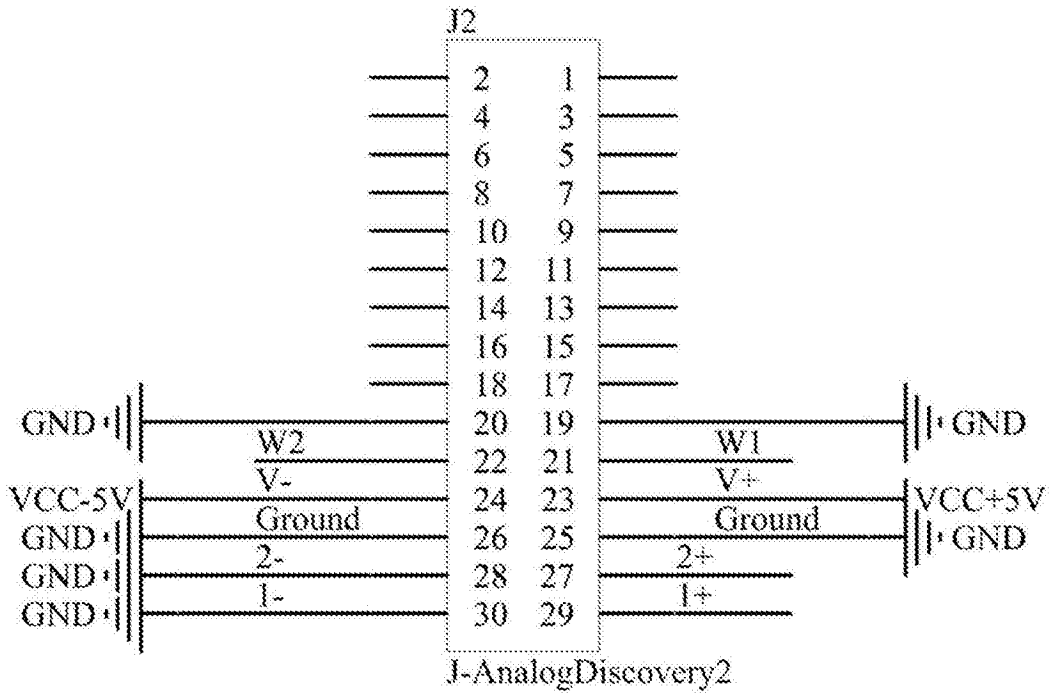 J2
2 1
4 3
6 5
8 7
10 9
12 11
14 13
16 15
18 17
GND 20 19 GND
W2 22 21 W1
VCC-5V V- 24 23 V+ VCC+5V
GND Ground 26 25 Ground GND
GND 2- 28 27 2+
GND 1- 30 29 1+
J-AnalogDiscovery2